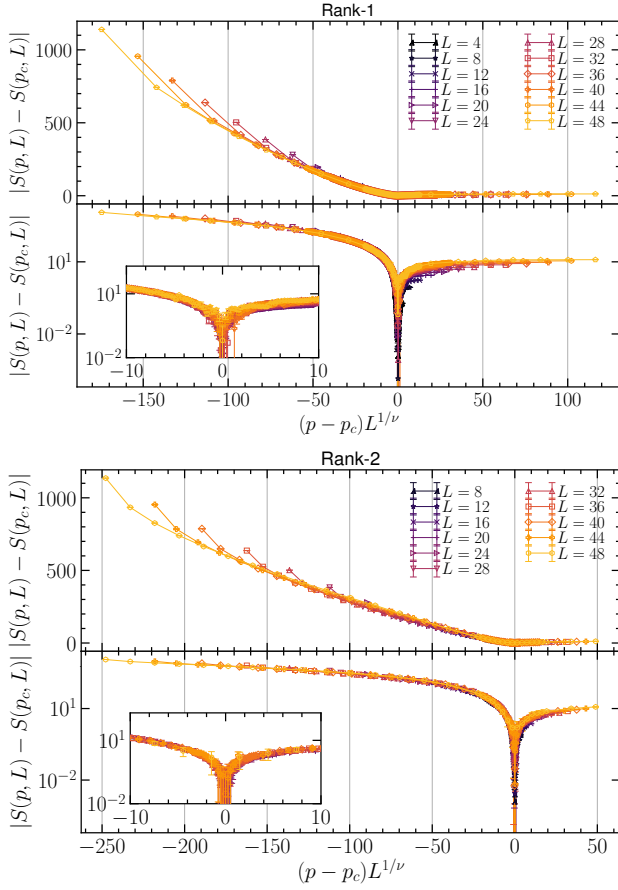 Rank-1
|S(p, L) − S(p_c, L)|
1000
500
0
L = 4
L = 8
L = 12
L = 16
L = 20
L = 24
L = 28
L = 32
L = 36
L = 40
L = 44
L = 48
|S(p, L) − S(p_c, L)|
10^1
10^−2
10^1
10^−2
−10 0 10
−150 −100 −50 0 50 100
(p − p_c)L^{1/ν}
Rank-2
|S(p, L) − S(p_c, L)|
1000
500
0
L = 8
L = 12
L = 16
L = 20
L = 24
L = 28
L = 32
L = 36
L = 40
L = 44
L = 48
|S(p, L) − S(p_c, L)|
10^1
10^−2
10^1
10^−2
−10 0 10
−250 −200 −150 −100 −50 0 50
(p − p_c)L^{1/ν}